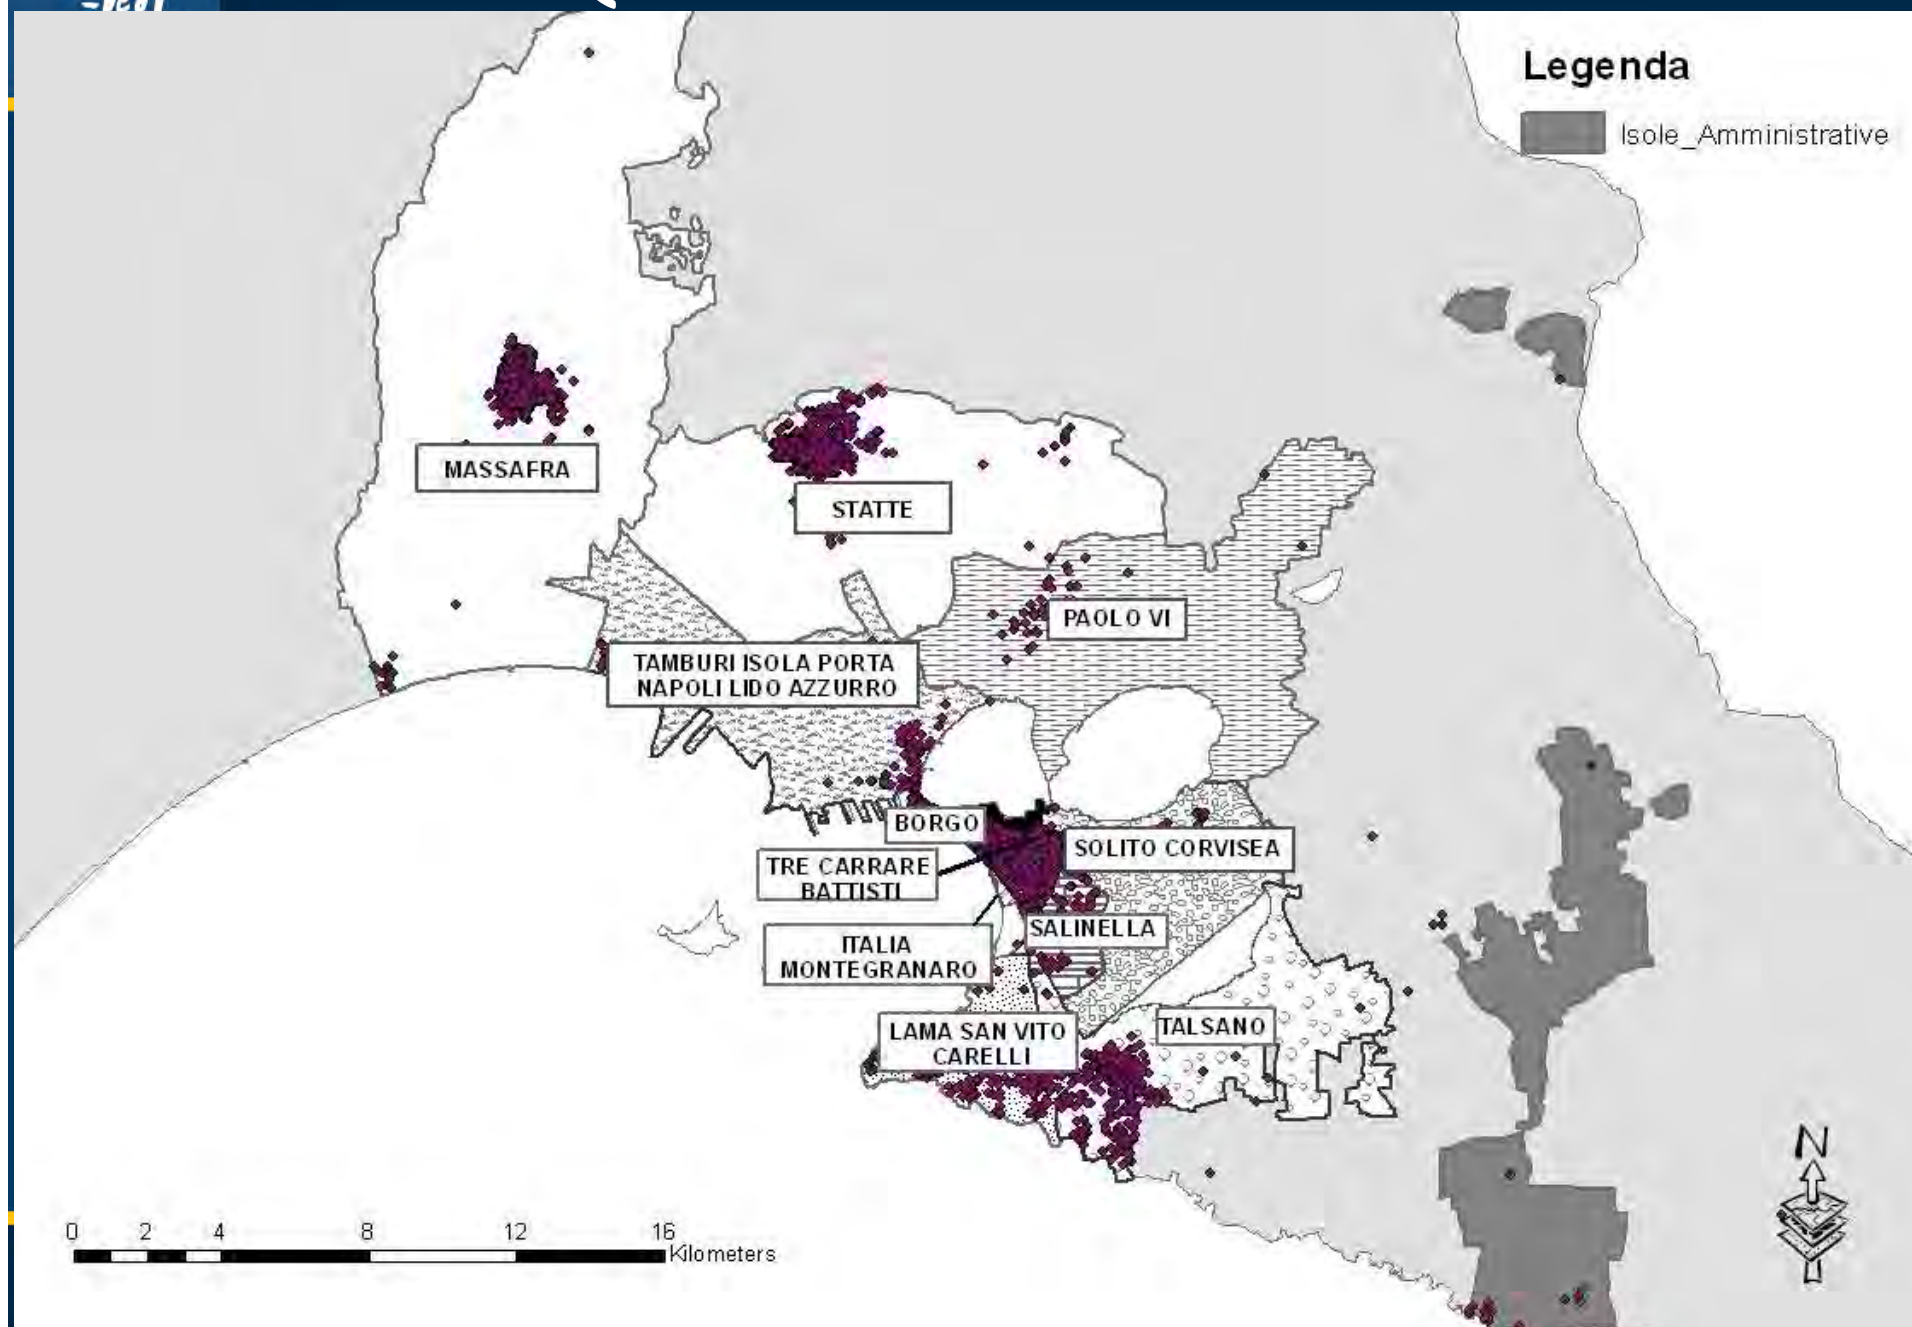 Legenda
Isole_Amministrative
MASSAFRA
STATTE
PAOLO VI
TAMBURI ISOLA PORTA
NAPOLI LIDO AZZURRO
BORGO
SOLITO CORVISEA
TRE CARRARE
BATTISTI
SALINELLA
ITALIA
MONTEGRANARO
LAMA SAN VITO
CARELLI
TALSANO
N
0 2 4 8 12 16
Kilometers